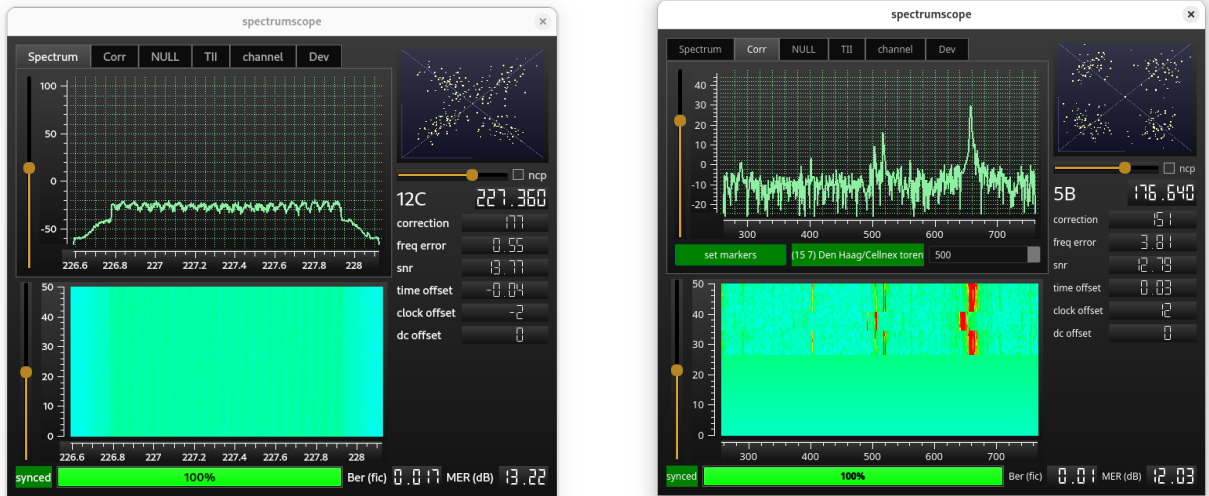 spectrumscope
×
Spectrum Corr NULL TII channel Dev
100
50
0
-50
226.6 226.8 227 227.2 227.4 227.6 227.8 228
50
40
30
20
10
0
226.6 226.8 227 227.2 227.4 227.6 227.8 228
ncp
12C 227.360
correction 177
freq error 0.55
snr 13.77
time offset -0.04
clock offset -2
dc offset 0
synced 100% Ber (fic) 0.017 MER (dB) 13.22
spectrumscope
×
Spectrum Corr NULL TII channel Dev
40
30
20
10
0
-10
-20
300 400 500 600 700
set markers (15 7) Den Haag/Cellnex toren 500
50
40
30
20
10
0
300 400 500 600 700
ncp
5B 176.640
correction 151
freq error 3.81
snr 12.79
time offset 0.03
clock offset 12
dc offset 0
synced 100% Ber (fic) 0.01 MER (dB) 12.03